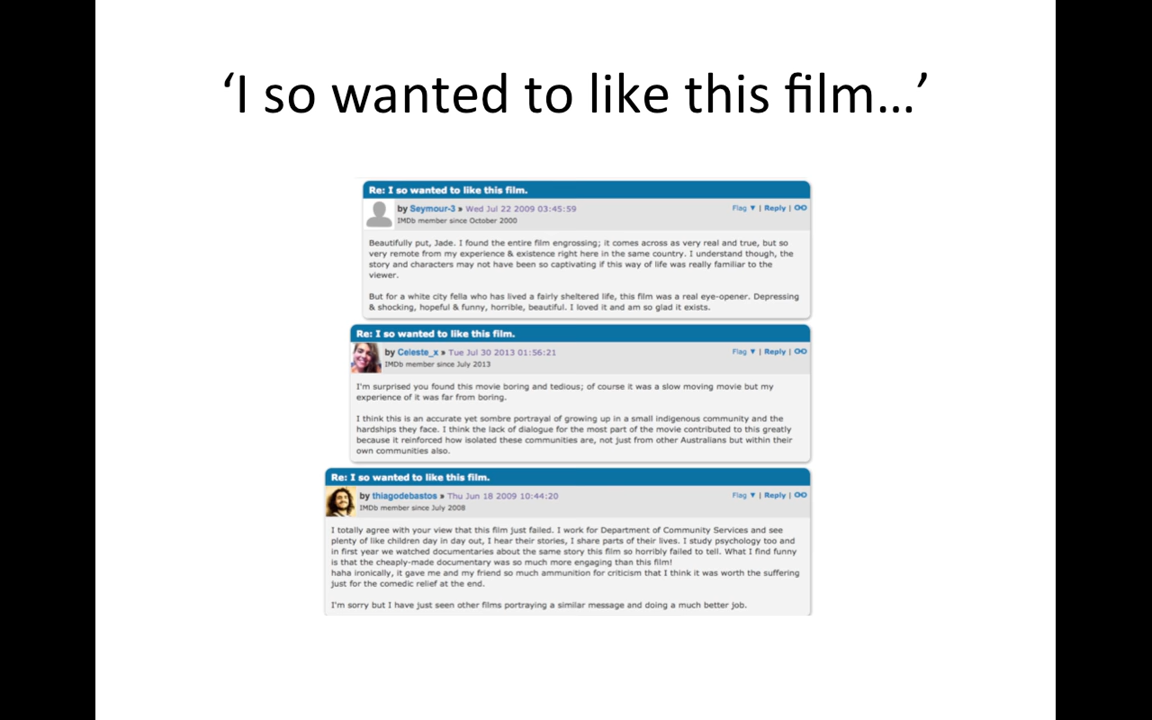 ‘I so wanted to like this film…’
Re: I so wanted to like this film.
by Seymour-3 » Wed Jul 22 2009 03:45:59
Flag ▼ | Reply |
IMDb member since October 2000
Beautifully put, Jade. I found the entire film engrossing; it comes across as very real and true, but so
very remote from my experience & existence right here in the same country. I understand though, the
story and characters may not have been so captivating if this way of life was really familiar to the
viewer.
But for a white city fella who has lived a fairly sheltered life, this film was a real eye-opener. Depressing
& shocking, hopeful & funny, horrible, beautiful. I loved it and am so glad it exists.
Re: I so wanted to like this film.
by Celeste_x » Tue Jul 30 2013 01:56:21
Flag ▼ | Reply |
IMDb member since July 2013
I'm surprised you found this movie boring and tedious; of course it was a slow moving movie but my
experience of it was far from boring.
I think this is an accurate yet sombre portrayal of growing up in a small indigenous community and the
hardships they face. I think the lack of dialogue for the most part of the movie contributed to this greatly
because it reinforced how isolated these communities are, not just from other Australians but within their
own communities also.
Re: I so wanted to like this film.
by thiagodebastos » Thu Jun 18 2009 10:44:20
Flag ▼ | Reply |
IMDb member since July 2008
I totally agree with your view that this film just failed. I work for Department of Community Services and see
plenty of like children day in day out, I hear their stories, I share parts of their lives. I study psychology too and
in first year we watched documentaries about the same story this film so horribly failed to tell. What I find funny
is that the cheaply-made documentary was so much more engaging than this film!
haha ironically, it gave me and my friend so much ammunition for criticism that I think it was worth the suffering
just for the comedic relief at the end.
I'm sorry but I have just seen other films portraying a similar message and doing a much better job.